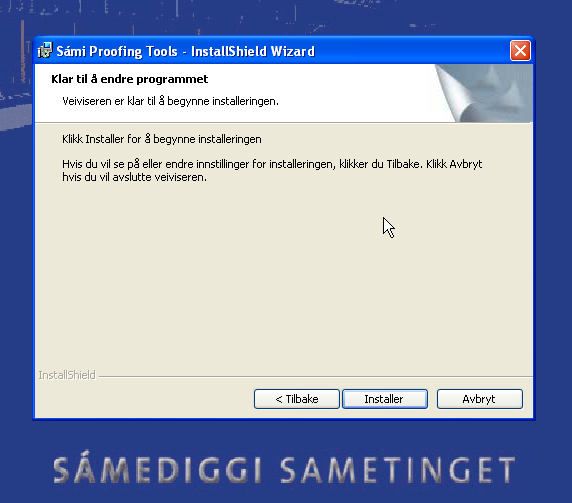 Sámi Proofing Tools - InstallShield Wizard
Klar til å endre programmet
Veiviseren er klar til å begynne installeringen.
Klikk Installer for å begynne installeringen
Hvis du vil se på eller endre innstillinger for installeringen, klikker du Tilbake. Klikk Avbryt
hvis du vil avslutte veiviseren.
InstallShield
< Tilbake Installer Avbryt
SÁMEDIGGI SAMETINGET